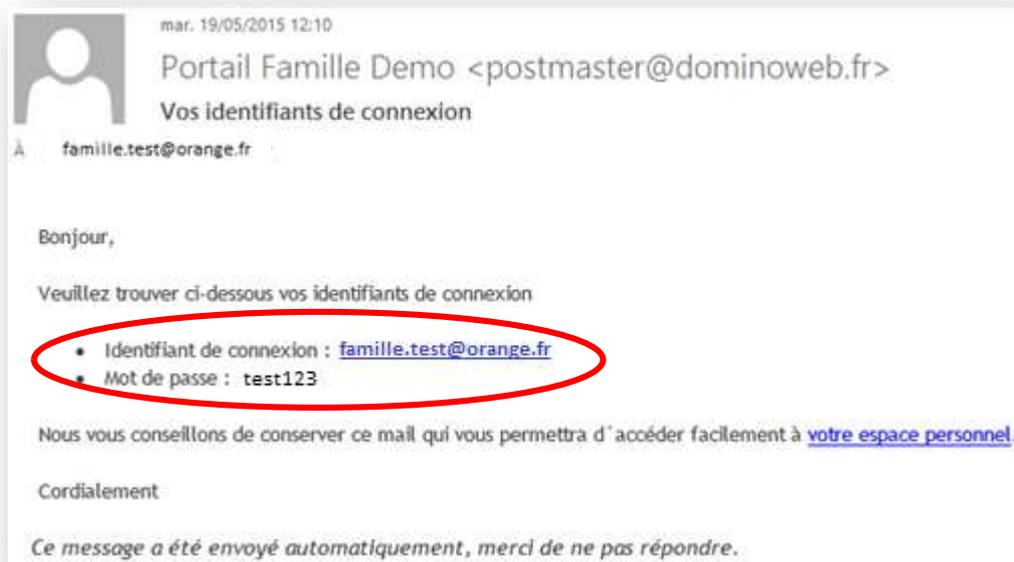 mar. 19/05/2015 12:10
Portail Famille Demo <postmaster@dominoweb.fr>
Vos identifiants de connexion
À famille.test@orange.fr
Bonjour,
Veuillez trouver ci-dessous vos identifiants de connexion
• Identifiant de connexion : famille.test@orange.fr
• Mot de passe : test123
Nous vous conseillons de conserver ce mail qui vous permettra d´accéder facilement à votre espace personnel.
Cordialement
Ce message a été envoyé automatiquement, merci de ne pas répondre.